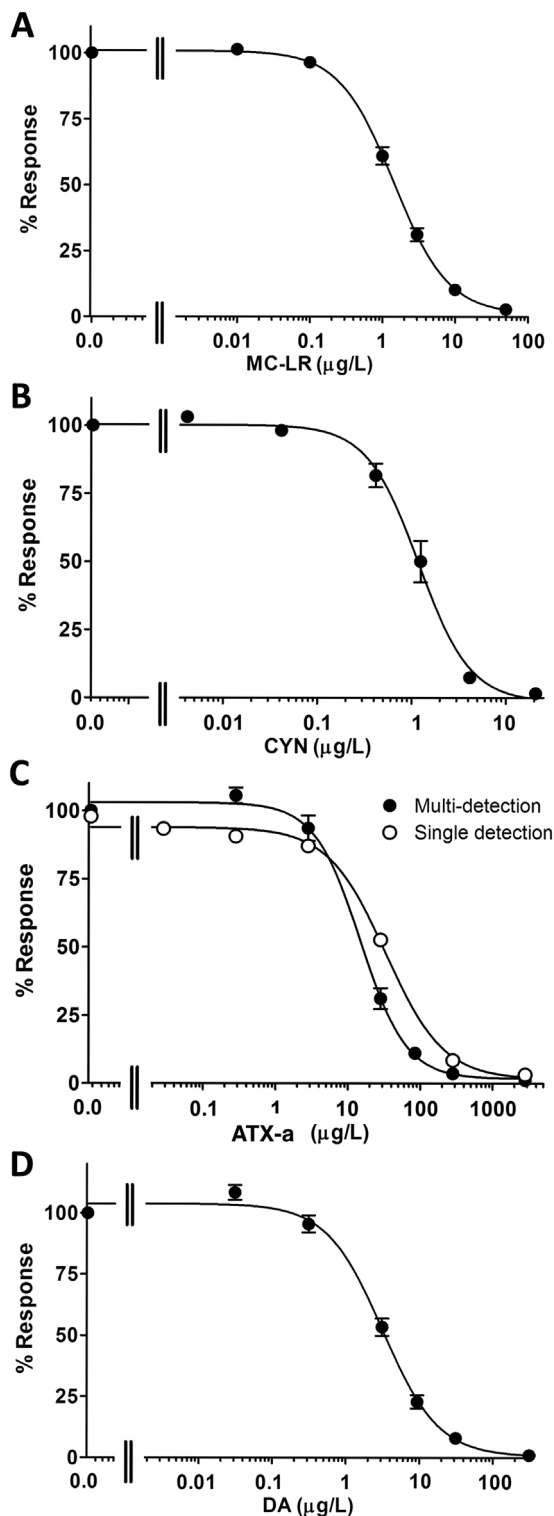 A
% Response
100
75
50
25
0
0.0 0.01 0.1 1 10 100
MC-LR (µg/L)
B
% Response
100
75
50
25
0
0.0 0.01 0.1 1 10
CYN (µg/L)
C
% Response
100
75
50
25
0
Multi-detection
Single detection
0.0 0.1 1 10 100 1000
ATX-a (µg/L)
D
% Response
100
75
50
25
0
0.0 0.01 0.1 1 10 100
DA (µg/L)